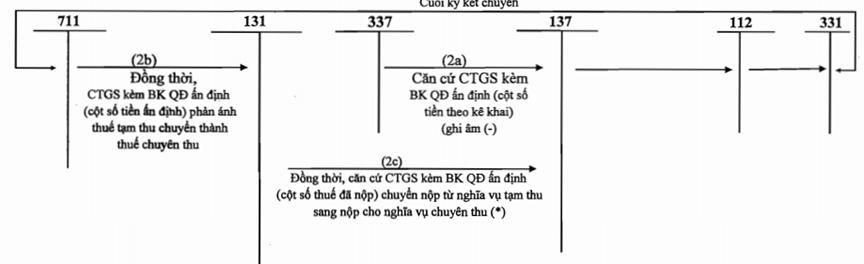 Cuối kỳ kết chuyển
711 131 337 137 112 331
(2b)
Đồng thời,
CTGS kèm BK QĐ ấn định
(cột số tiền ấn định) phản ánh
thuế tạm thu chuyển thành
thuế chuyên thu
(2a)
Căn cứ CTGS kèm
BK QĐ ấn định (cột số
tiền theo kê khai)
(ghi âm (-)
(2c)
Đồng thời, căn cứ CTGS kèm BK QĐ ấn định
(cột số thuế đã nộp) chuyển nộp từ nghĩa vụ tạm thu
sang nộp cho nghĩa vụ chuyên thu (*)